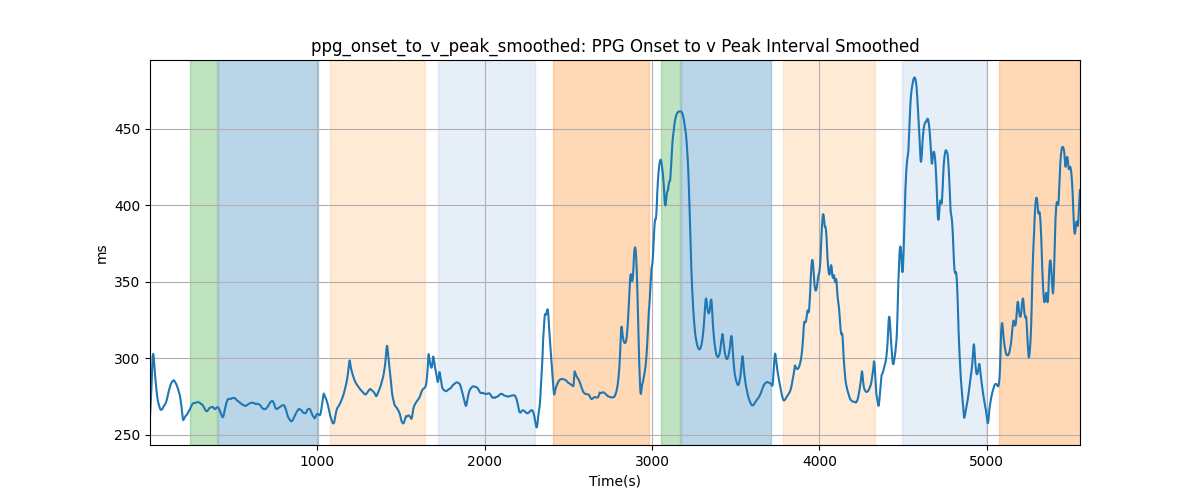 ppg_onset_to_v_peak_smoothed: PPG Onset to v Peak Interval Smoothed
450
400
350
300
250
ms
1000 2000 3000 4000 5000
Time(s)